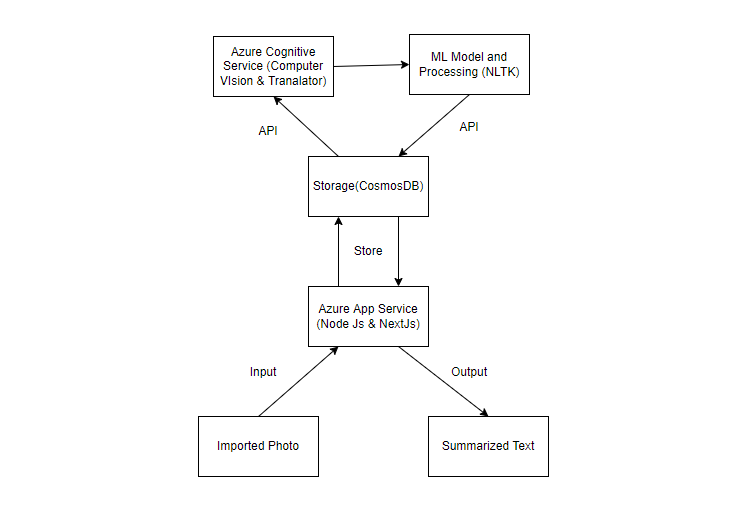 Azure Cognitive
Service (Computer
VIsion & Tranalator)
ML Model and
Processing (NLTK)
API
API
Storage(CosmosDB)
Store
Azure App Service
(Node Js & NextJs)
Input
Output
Imported Photo
Summarized Text